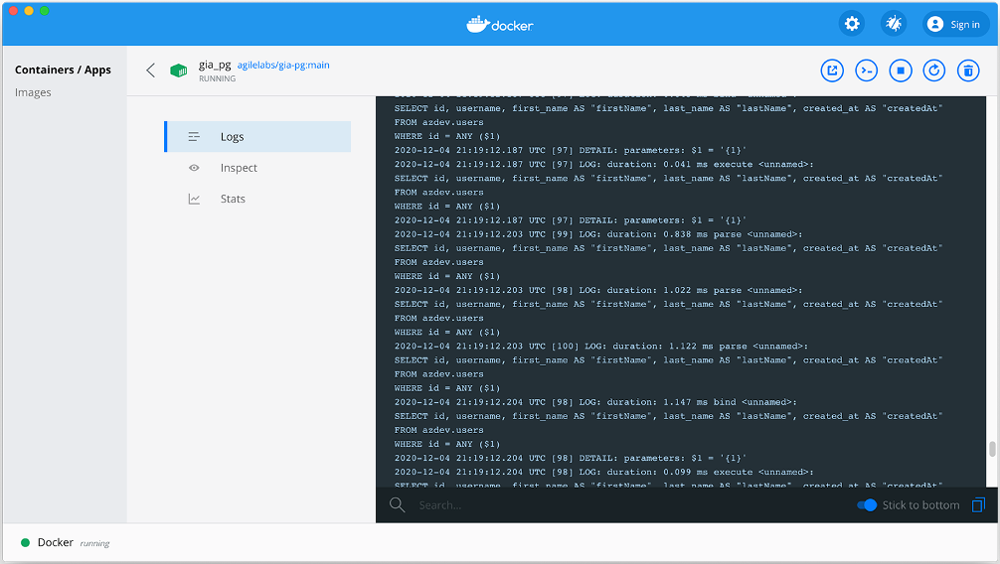 docker
Sign in
Containers / Apps
Images
gia_pg agilelabs/gia-pg:main
RUNNING
Logs
Inspect
Stats
SELECT id, username, first_name AS "firstName", last_name AS "lastName", created_at AS "createdAt"
FROM azdev.users
WHERE id = ANY ($1)
2020-12-04 21:19:12.187 UTC [97] DETAIL: parameters: $1 = '{1}'
2020-12-04 21:19:12.187 UTC [97] LOG: duration: 0.041 ms execute <unnamed>:
SELECT id, username, first_name AS "firstName", last_name AS "lastName", created_at AS "createdAt"
FROM azdev.users
WHERE id = ANY ($1)
2020-12-04 21:19:12.187 UTC [97] DETAIL: parameters: $1 = '{1}'
2020-12-04 21:19:12.203 UTC [99] LOG: duration: 0.838 ms parse <unnamed>:
SELECT id, username, first_name AS "firstName", last_name AS "lastName", created_at AS "createdAt"
FROM azdev.users
WHERE id = ANY ($1)
2020-12-04 21:19:12.203 UTC [98] LOG: duration: 1.022 ms parse <unnamed>:
SELECT id, username, first_name AS "firstName", last_name AS "lastName", created_at AS "createdAt"
FROM azdev.users
WHERE id = ANY ($1)
2020-12-04 21:19:12.203 UTC [100] LOG: duration: 1.122 ms parse <unnamed>:
SELECT id, username, first_name AS "firstName", last_name AS "lastName", created_at AS "createdAt"
FROM azdev.users
WHERE id = ANY ($1)
2020-12-04 21:19:12.204 UTC [98] LOG: duration: 1.147 ms bind <unnamed>:
SELECT id, username, first_name AS "firstName", last_name AS "lastName", created_at AS "createdAt"
FROM azdev.users
WHERE id = ANY ($1)
2020-12-04 21:19:12.204 UTC [98] DETAIL: parameters: $1 = '{1}'
2020-12-04 21:19:12.204 UTC [98] LOG: duration: 0.099 ms execute <unnamed>:
SELECT id, username, first_name AS "firstName", last_name AS "lastName", created_at AS "createdAt"
Search...
Stick to bottom
Docker running